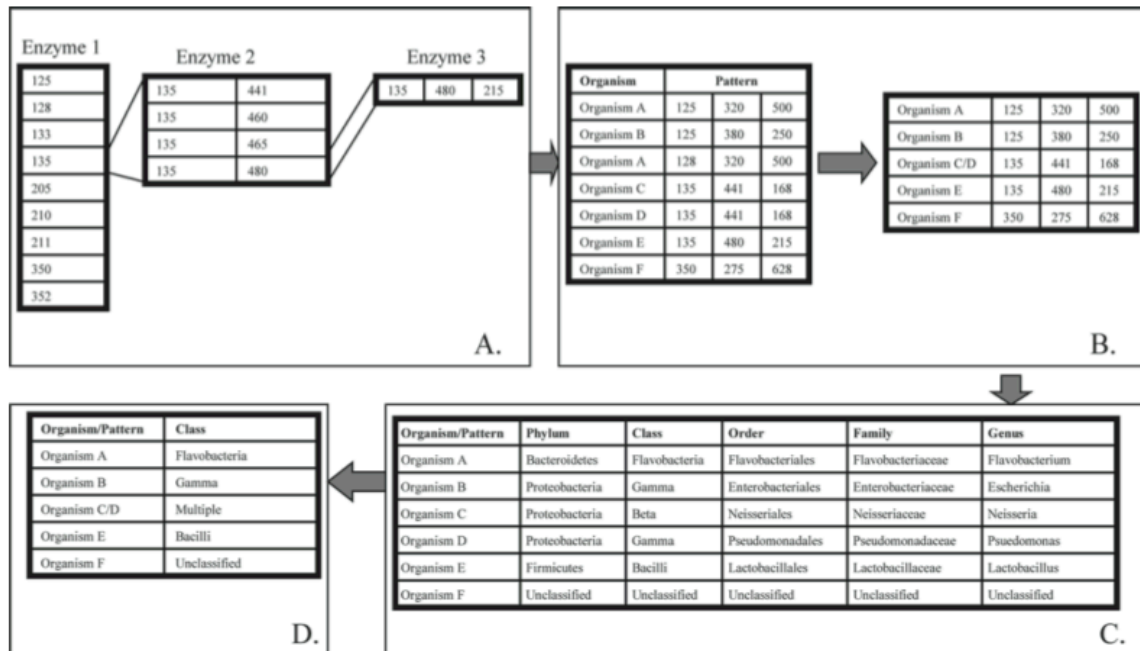 Enzyme 1
125
128
133
135
205
210
211
350
352
Enzyme 2
135 441
135 460
135 465
135 480
Enzyme 3
135 480 215
A.
Organism Pattern
Organism A 125 320 500
Organism B 125 380 250
Organism A 128 320 500
Organism C 135 441 168
Organism D 135 441 168
Organism E 135 480 215
Organism F 350 275 628
Organism A 125 320 500
Organism B 125 380 250
Organism C/D 135 441 168
Organism E 135 480 215
Organism F 350 275 628
B.
Organism/Pattern Class
Organism A Flavobacteria
Organism B Gamma
Organism C/D Multiple
Organism E Bacilli
Organism F Unclassified
D.
Organism/Pattern Phylum Class Order Family Genus
Organism A Bacteroidetes Flavobacteria Flavobacteriales Flavobacteriaceae Flavobacterium
Organism B Proteobacteria Gamma Enterobacteriales Enterobacteriaceae Escherichia
Organism C Proteobacteria Beta Neisseriales Neisseriaceae Neisseria
Organism D Proteobacteria Gamma Pseudomonadales Pseudomonadaceae Psuedomonas
Organism E Firmicutes Bacilli Lactobacillales Lactobacillaceae Lactobacillus
Organism F Unclassified Unclassified Unclassified Unclassified Unclassified
C.